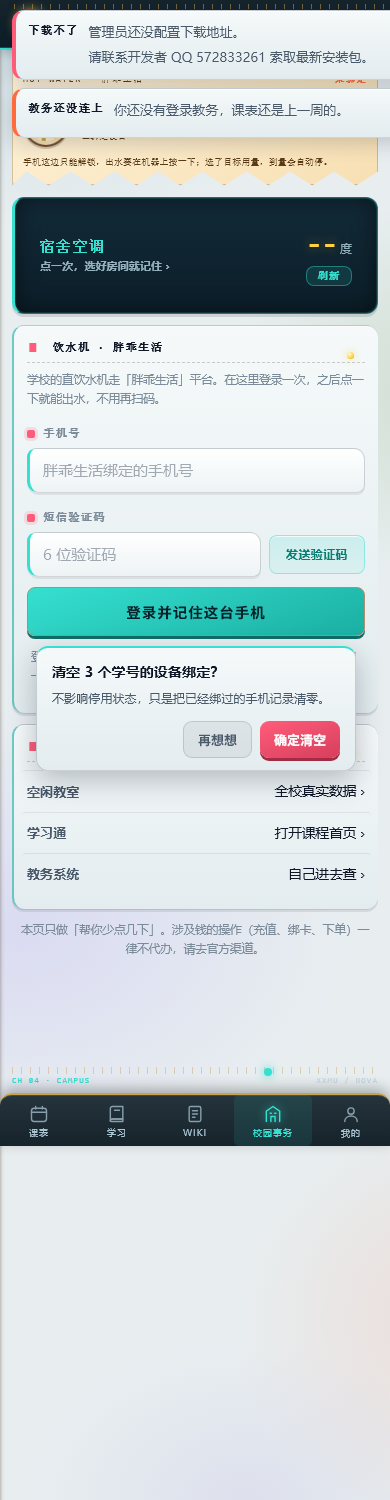 下载不了
管理员还没配置下载地址。
请联系开发者 QQ 572833261 索取最新安装包。
教务还没连上
你还没有登录教务，课表还是上一周的。
手机这边只能解锁，出水要在机器上按一下；选了目标用量，到量会自动停。
宿舍空调
点一次，选好房间就记住 ›
-- 度
刷新
饮水机 · 胖乖生活
学校的直饮水机走「胖乖生活」平台。在这里登录一次，之后点一
下就能出水，不用再扫码。
手机号
胖乖生活绑定的手机号
短信验证码
6 位验证码
发送验证码
登录并记住这台手机
清空 3 个学号的设备绑定？
不影响停用状态，只是把已经绑过的手机记录清零。
再想想
确定清空
空闲教室
全校真实数据 ›
学习通
打开课程首页 ›
教务系统
自己进去查 ›
本页只做「帮你少点几下」。涉及钱的操作（充值、绑卡、下单）一
律不代办，请去官方渠道。
CH 04 · CAMPUS
课表
学习
WIKI
校园事务
我的